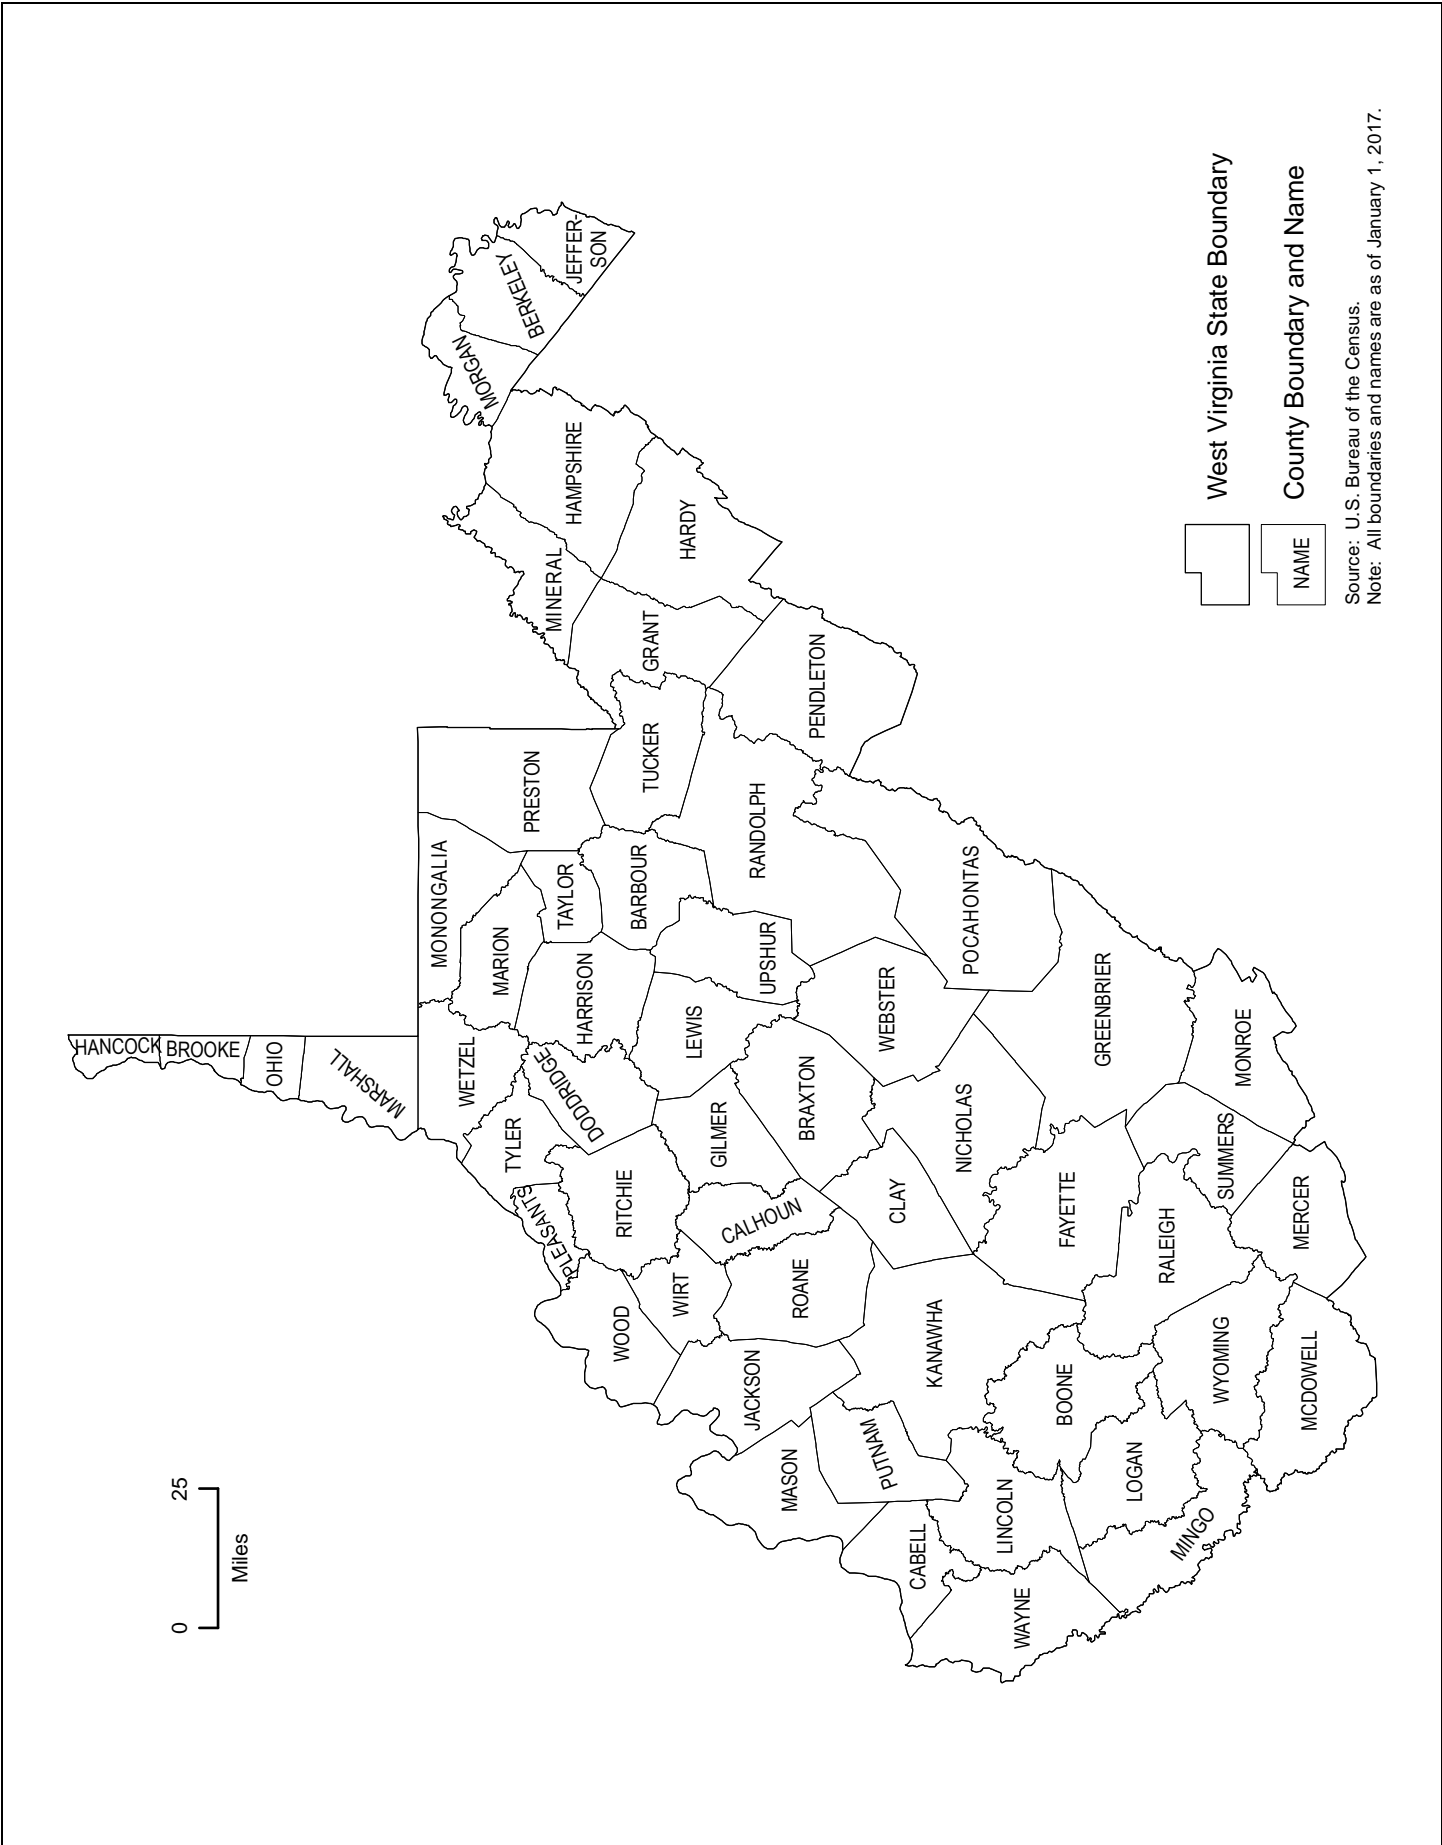 HANCOCK
BROOKE
OHIO
MARSHALL
WETZEL
MONONGALIA
MARION
PRESTON
TAYLOR
HARRISON
BARBOUR
TUCKER
GRANT
MINERAL
HAMPSHIRE
MORGAN
BERKELEY
JEFFER-
SON
HARDY
PENDLETON
RANDOLPH
UPSHUR
LEWIS
DODDRIDGE
TYLER
PLEASANTS
RITCHIE
WOOD
WIRT
GILMER
CALHOUN
BRAXTON
WEBSTER
POCAHONTAS
JACKSON
ROANE
CLAY
NICHOLAS
GREENBRIER
MASON
PUTNAM
KANAWHA
FAYETTE
MONROE
SUMMERS
RALEIGH
CABELL
LINCOLN
BOONE
WAYNE
LOGAN
MINGO
WYOMING
MERCER
MCDOWELL
0 25
Miles
West Virginia State Boundary
NAME County Boundary and Name
Source: U.S. Bureau of the Census.
Note: All boundaries and names are as of January 1, 2017.